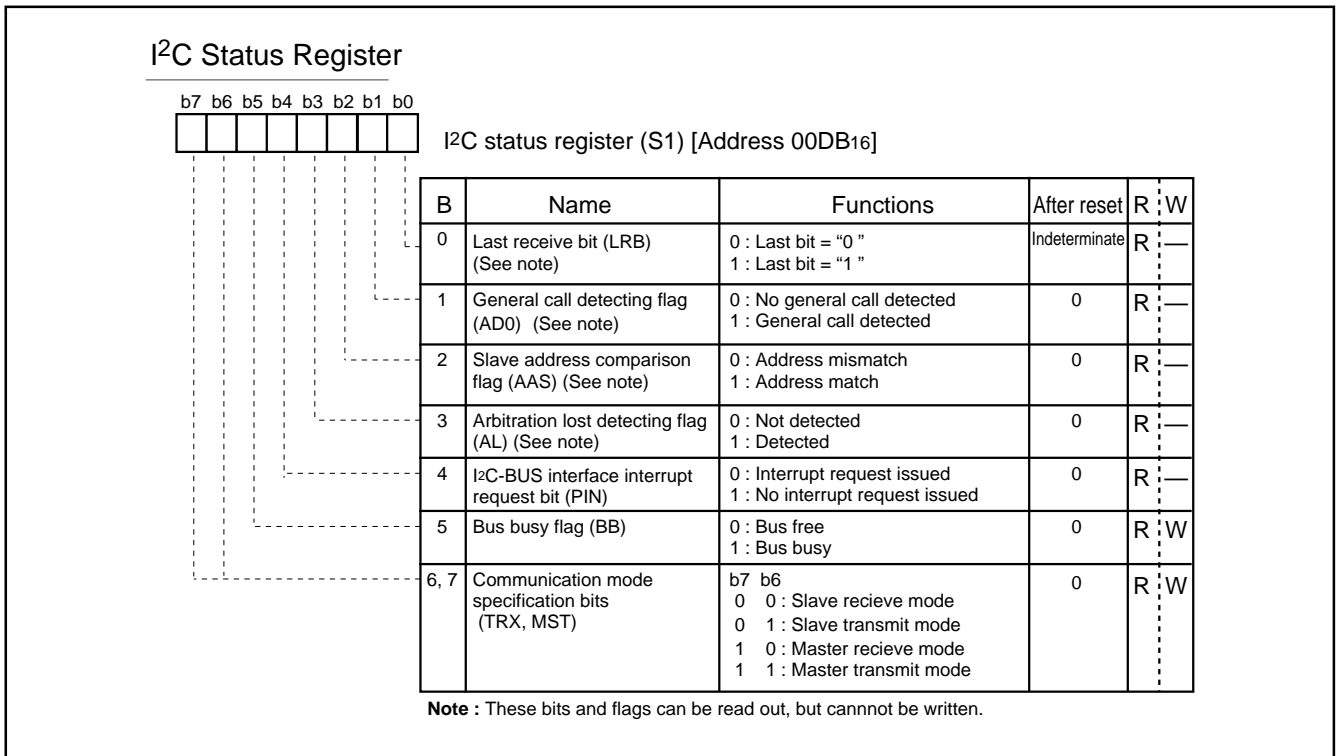 I2C Status Register
b7 b6 b5 b4 b3 b2 b1 b0
I2C status register (S1) [Address 00DB16]
B Name Functions After reset R W
0 Last receive bit (LRB) (See note) 0 : Last bit = “0 ” 1 : Last bit = “1 ” Indeterminate R —
1 General call detecting flag (AD0) (See note) 0 : No general call detected 1 : General call detected 0 R —
2 Slave address comparison flag (AAS) (See note) 0 : Address mismatch 1 : Address match 0 R —
3 Arbitration lost detecting flag (AL) (See note) 0 : Not detected 1 : Detected 0 R —
4 I2C-BUS interface interrupt request bit (PIN) 0 : Interrupt request issued 1 : No interrupt request issued 0 R —
5 Bus busy flag (BB) 0 : Bus free 1 : Bus busy 0 R W
6, 7 Communication mode specification bits (TRX, MST) b7 b6 0 0 : Slave recieve mode 0 1 : Slave transmit mode 1 0 : Master recieve mode 1 1 : Master transmit mode 0 R W
Note : These bits and flags can be read out, but cannnot be written.